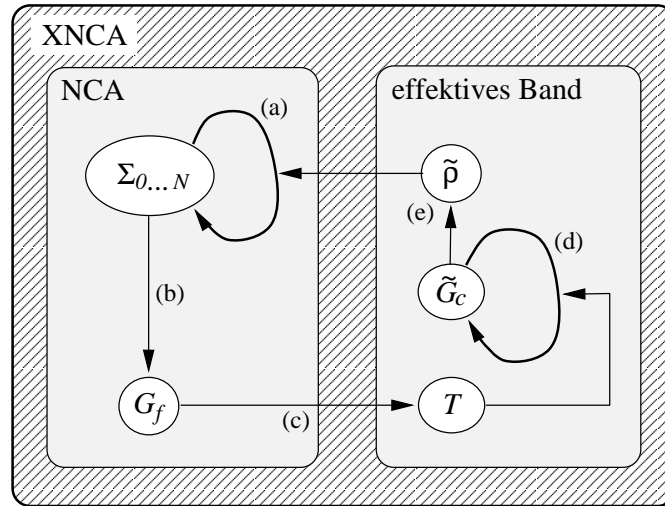 XNCA
NCA
effektives Band
(a)
Σ0...N
ρ̃
(e)
(d)
(b)
G̃c
Gf
(c)
T